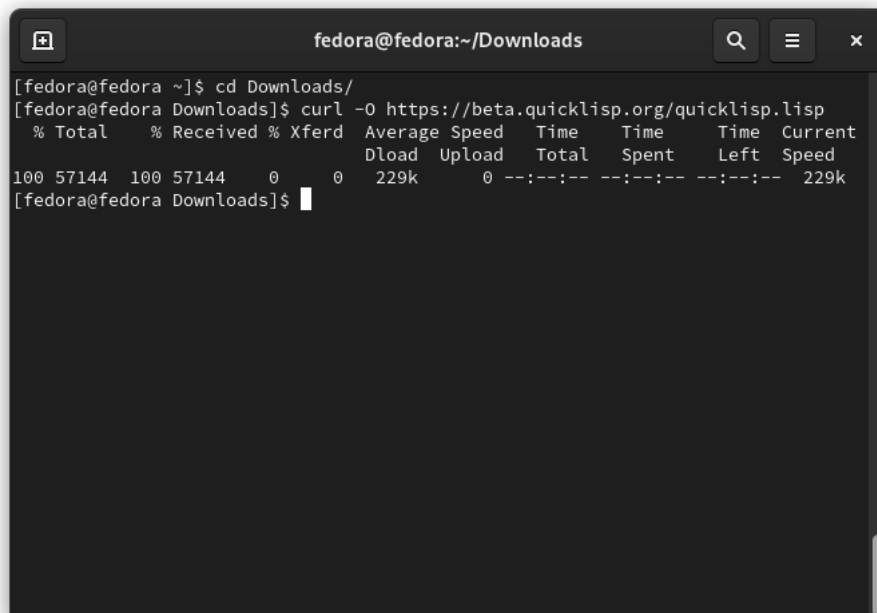 fedora@fedora:~/Downloads
[fedora@fedora ~]$ cd Downloads/
[fedora@fedora Downloads]$ curl -O https://beta.quicklisp.org/quicklisp.lisp
  % Total    % Received % Xferd  Average Speed   Time    Time     Time  Current
                                 Dload  Upload   Total   Spent    Left  Speed
100 57144  100 57144    0     0   229k      0 --:--:-- --:--:-- --:--:--  229k
[fedora@fedora Downloads]$